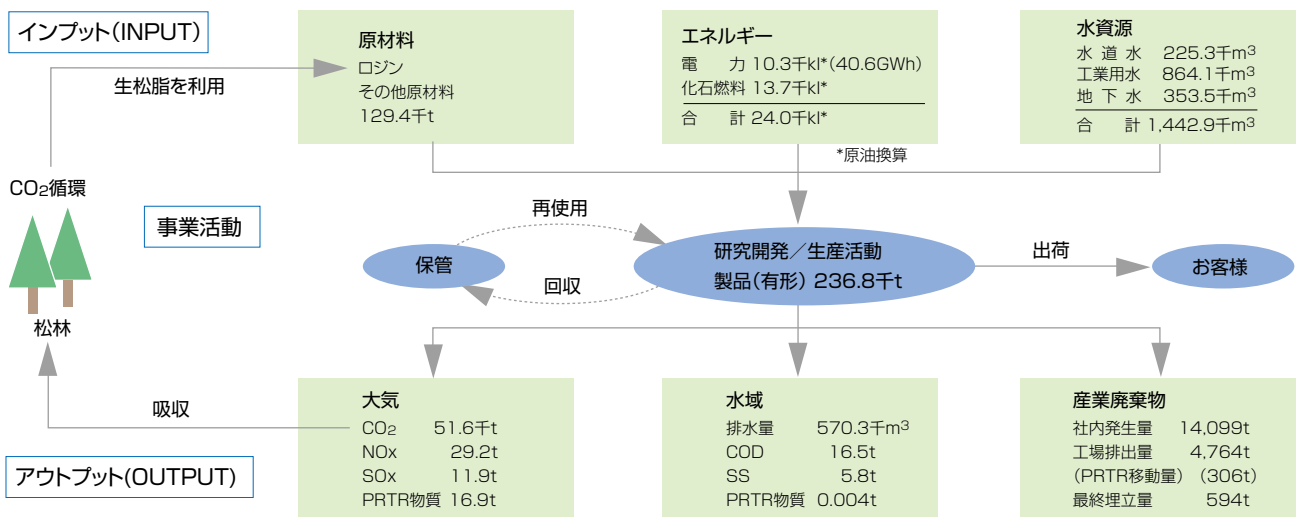 インプット(INPUT)
原材料
ロジン
その他原材料
129.4千t
エネルギー
電 力 10.3千kl*(40.6GWh)
化石燃料 13.7千kl*
合 計 24.0千kl*
*原油換算
水資源
水 道 水 225.3千m³
工業用水 864.1千m³
地 下 水 353.5千m³
合 計 1,442.9千m³
生松脂を利用
CO₂循環
松林
吸収
事業活動
保管
再使用
回収
研究開発／生産活動
製品(有形) 236.8千t
出荷
お客様
アウトプット(OUTPUT)
大気
CO₂ 51.6千t
NOx 29.2t
SOx 11.9t
PRTR物質 16.9t
水域
排水量 570.3千m³
COD 16.5t
SS 5.8t
PRTR物質 0.004t
産業廃棄物
社内発生量 14,099t
工場排出量 4,764t
(PRTR移動量) (306t)
最終埋立量 594t